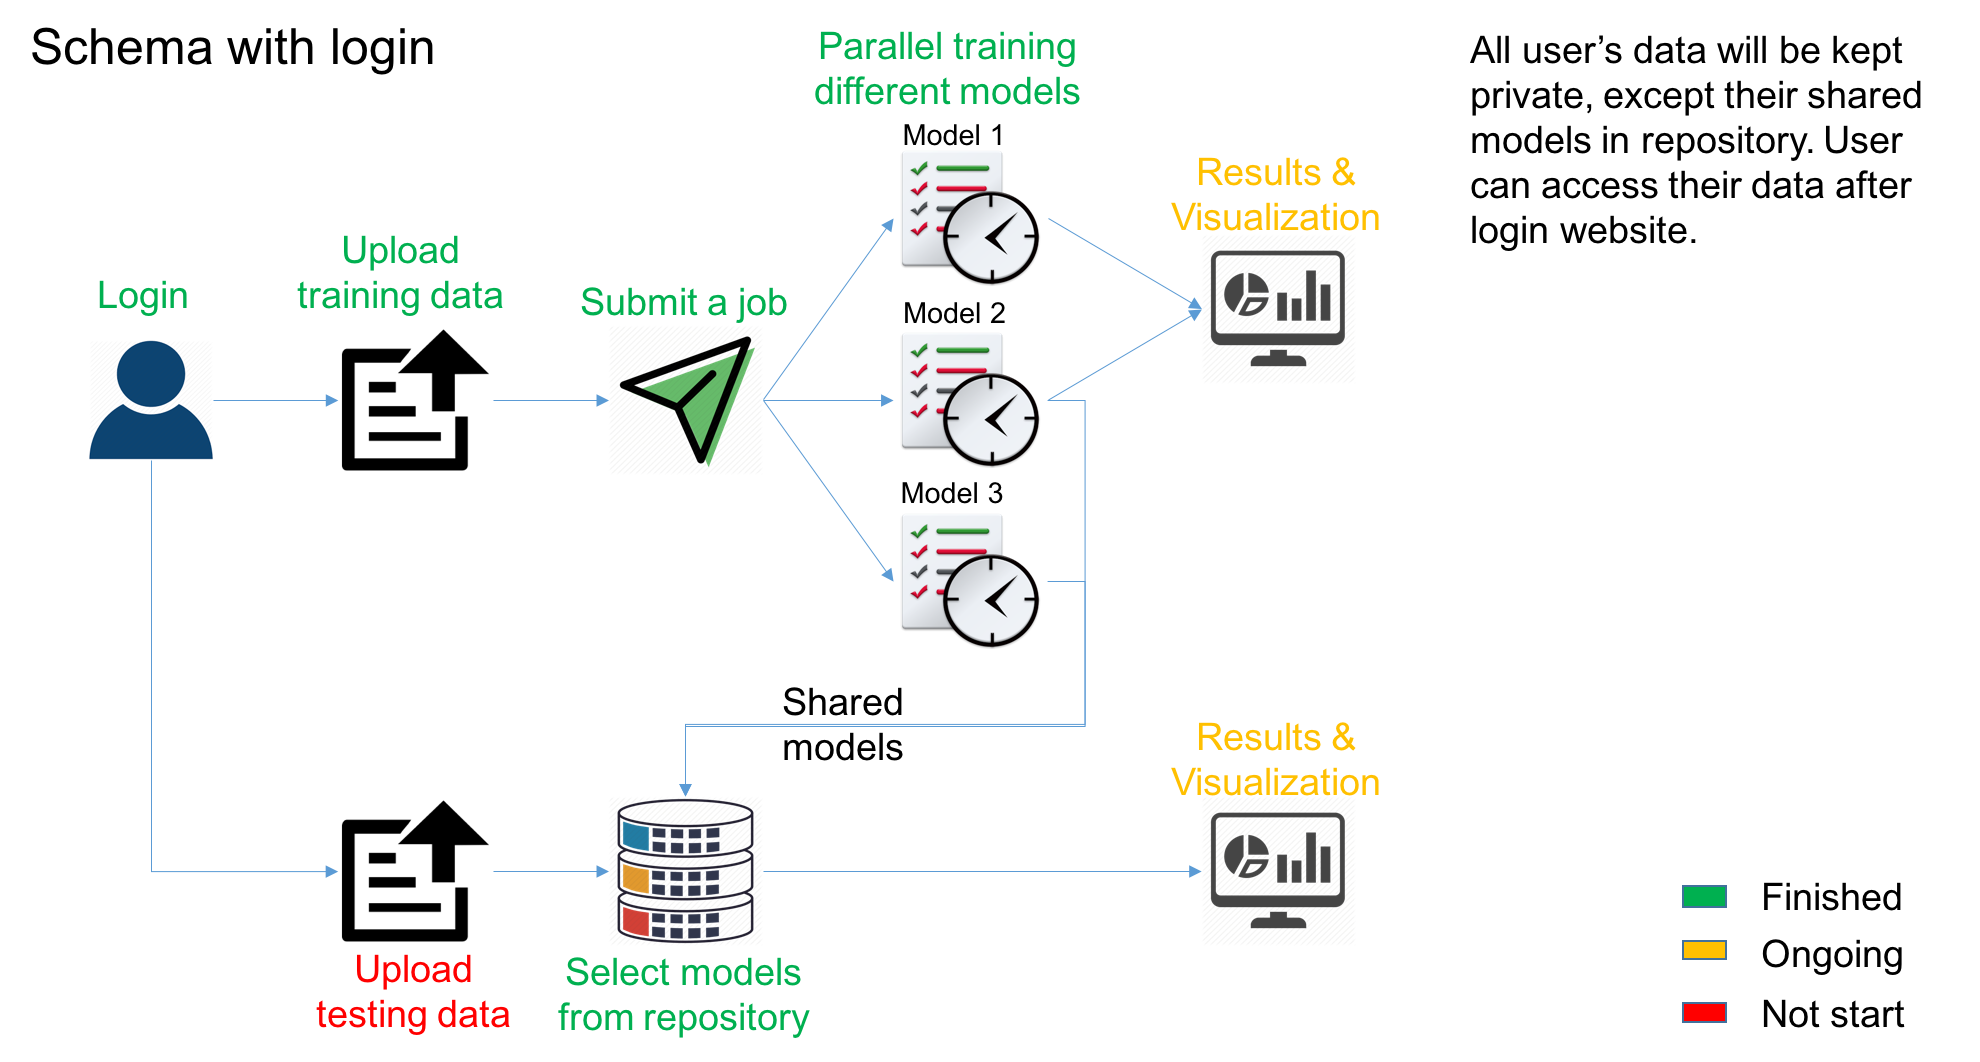 Schema with login
Parallel training
different models
All user’s data will be kept
private, except their shared
models in repository. User
can access their data after
login website.
Model 1
Results &
Visualization
Upload
training data
Login
Submit a job
Model 2
Model 3
Shared
models
Results &
Visualization
Upload
testing data
Select models
from repository
Finished
Ongoing
Not start